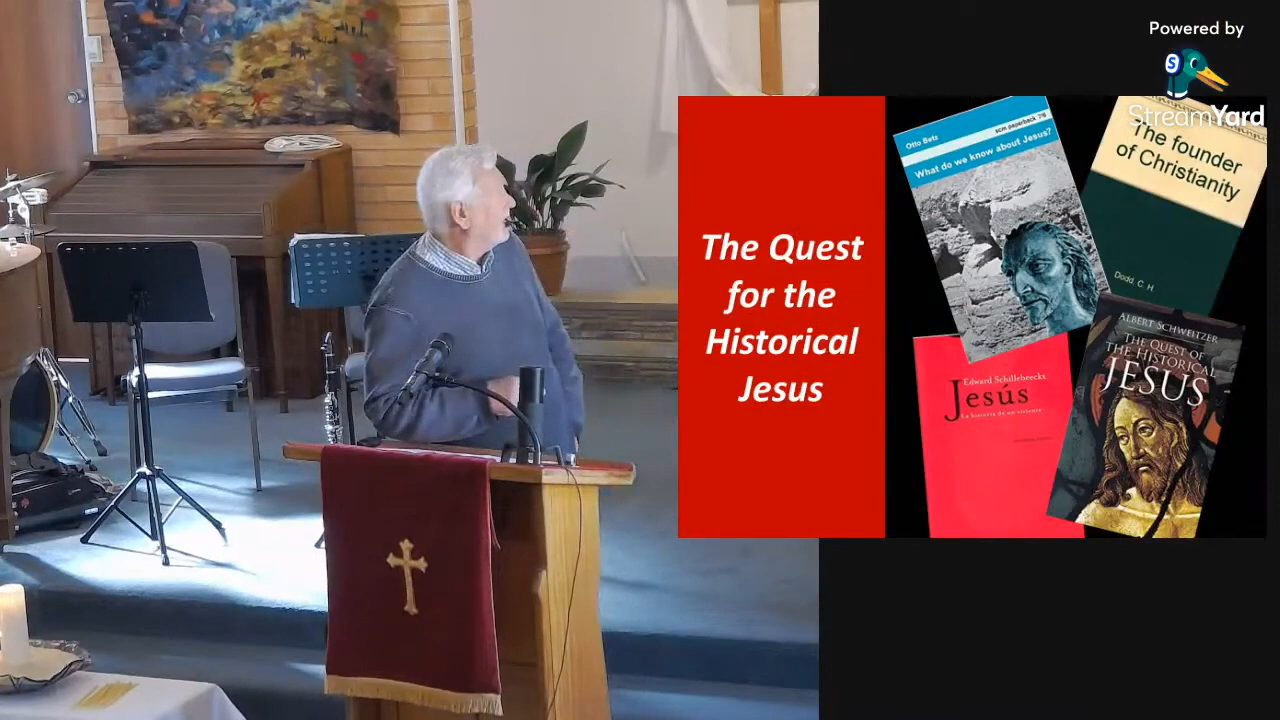 Powered by
StreamYard
The Quest
for the
Historical
Jesus
Otto Betz
scm paperback 7/6
What do we know about Jesus?
The founder
of Christianity
Dodd. C. H
Edward Schillebeeckx
Jesús
La historia de un viviente
ALBERT SCHWEITZER
THE QUEST OF
THE HISTORICAL
JESUS